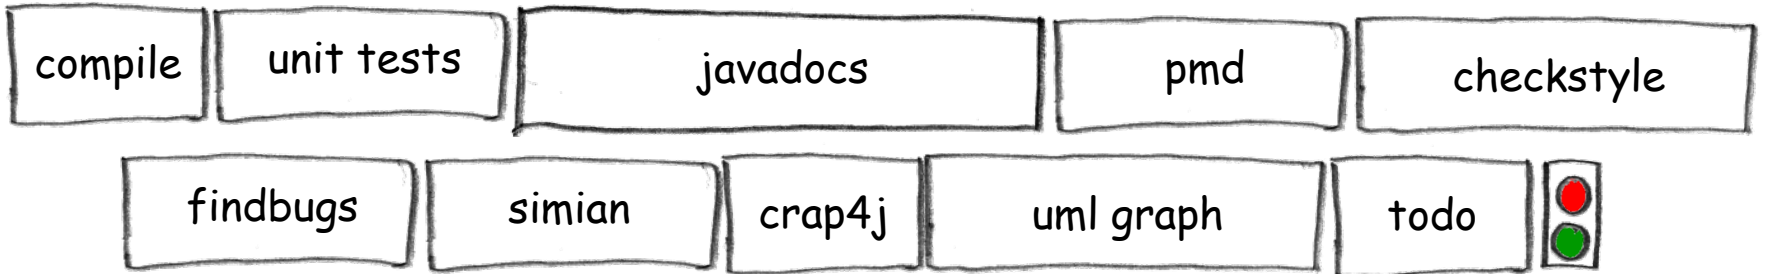 compile unit tests javadocs pmd checkstyle
findbugs simian crap4j uml graph todo